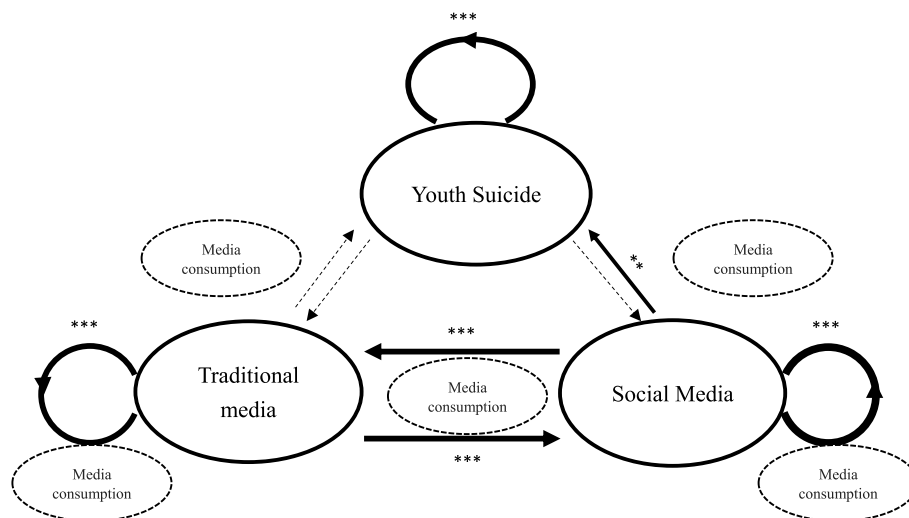 ***
Youth Suicide
Media
consumption
Media
consumption
**
***
***
***
Traditional
media
Media
consumption
Social Media
***
Media
consumption
Media
consumption